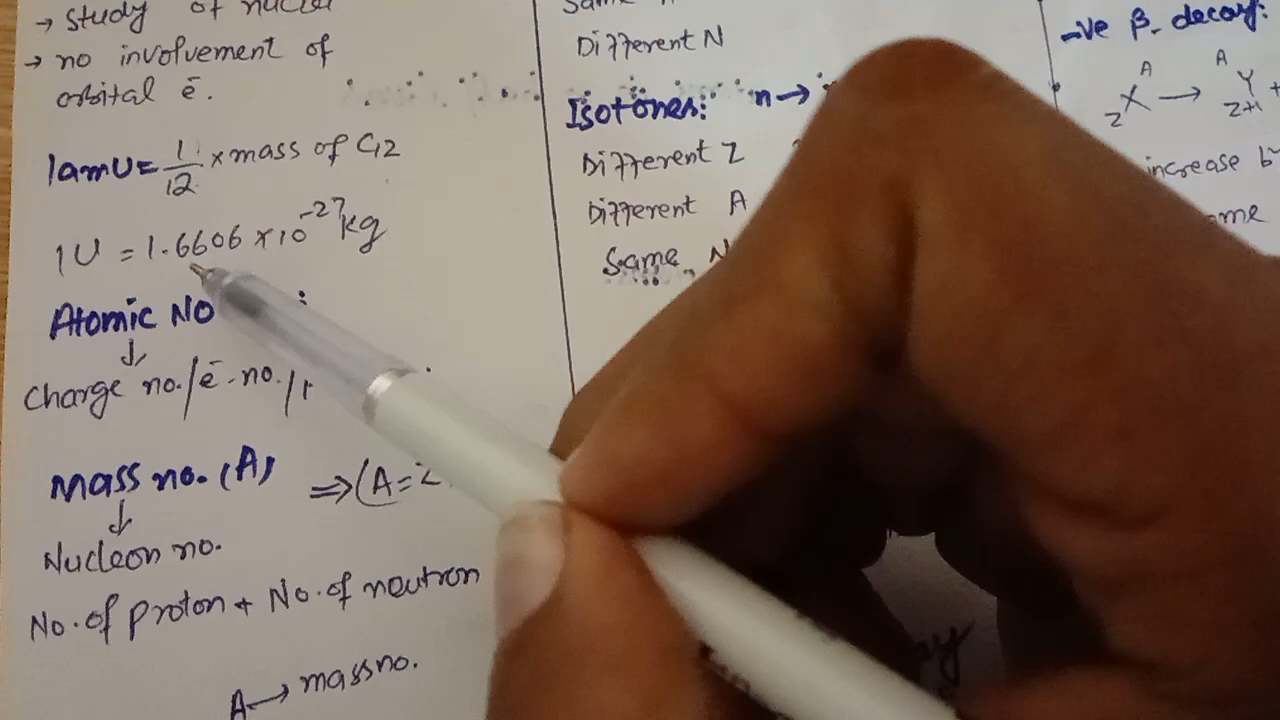 → study of nuclei
→ no involvement of
orbital ē.
1amU = 1/12 × mass of C12
1U = 1.6606 × 10⁻²⁷ kg
Atomic NO
↓
Charge no./ē-no./
Mass no. (A) ⇒ (A=Z
↓
Nucleon no.
No. of proton + No. of neutron
A → mass no.
Same
Different N
Isotones: n →
Different Z
Different A
Same N
-ve β- decay:
A A
X → Y +
Z Z+1
increase